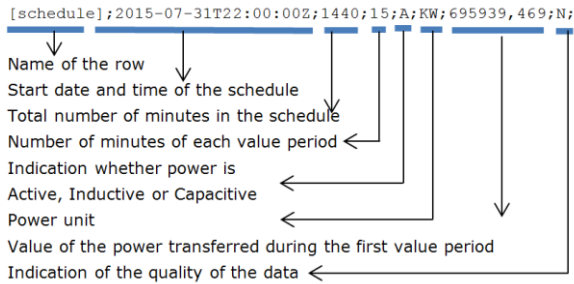 [schedule];2015-07-31T22:00:00Z;1440;15;A;KW;695939,469;N;
Name of the row
Start date and time of the schedule
Total number of minutes in the schedule
Number of minutes of each value period
Indication whether power is
Active, Inductive or Capacitive
Power unit
Value of the power transferred during the first value period
Indication of the quality of the data